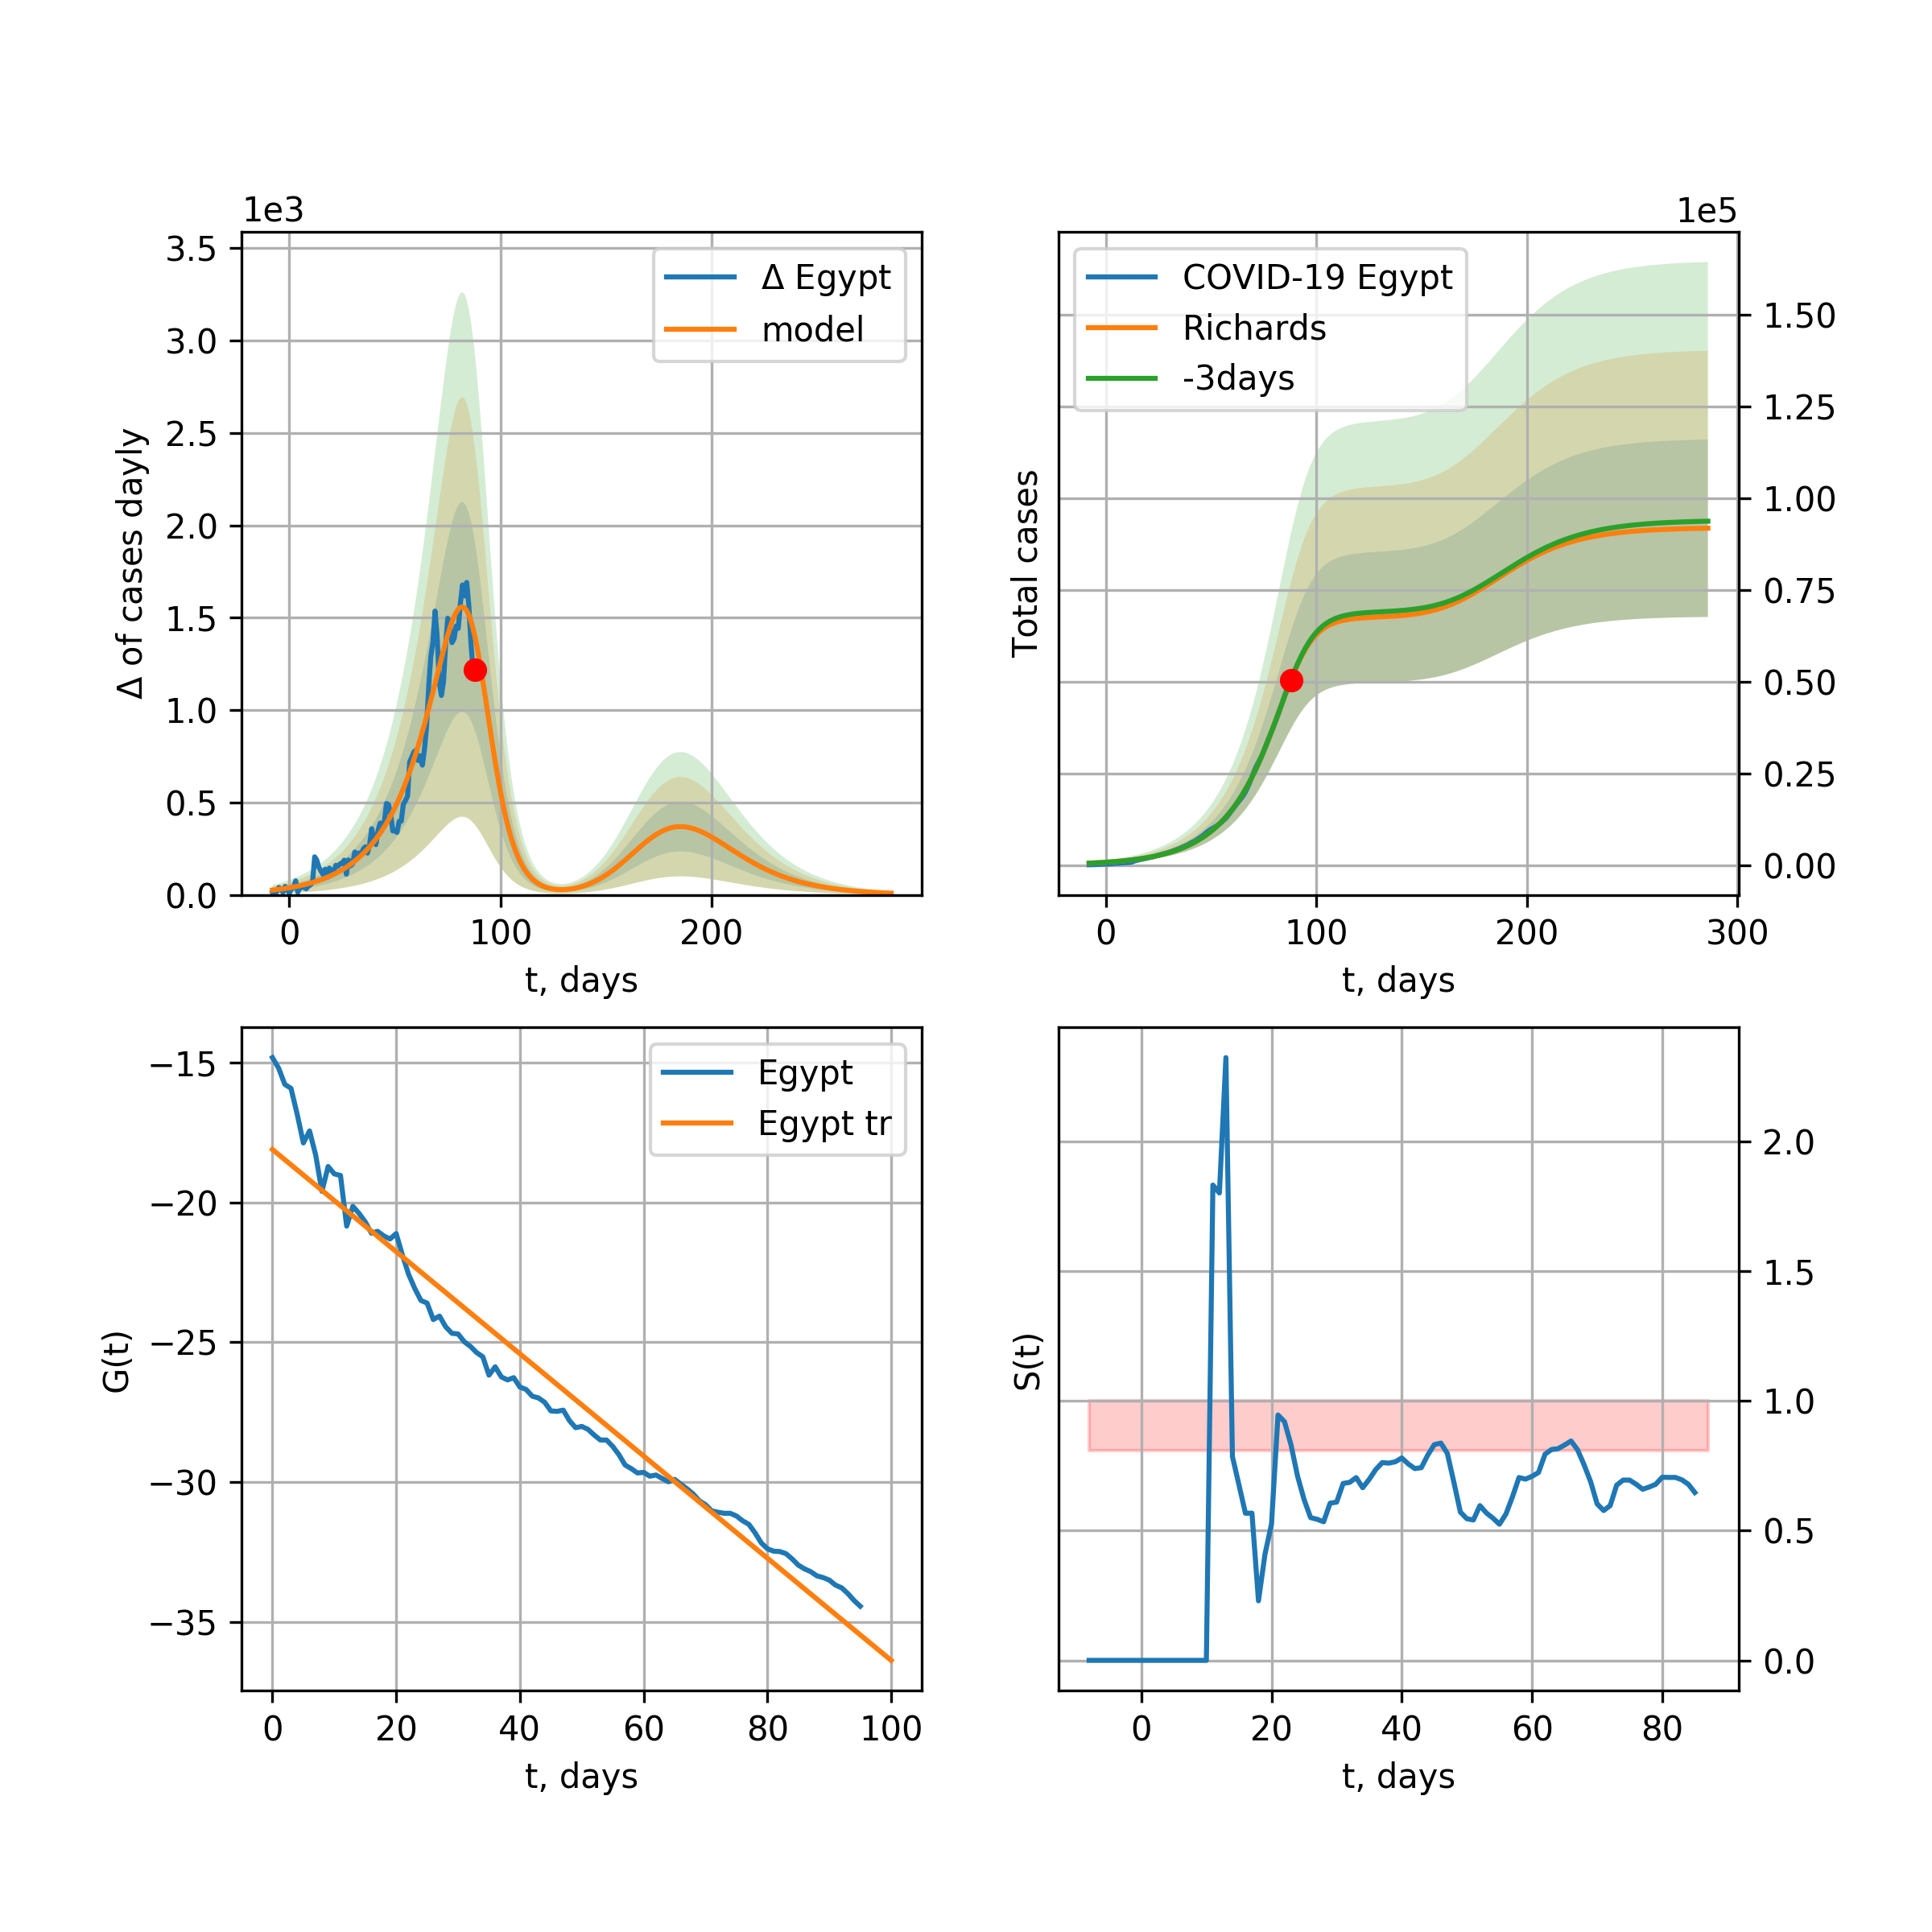 1e3
3.5
3.0
2.5
2.0
1.5
1.0
0.5
0.0
Δ of cases dayly
Δ Egypt
model
0 100 200
t, days
1e5
COVID-19 Egypt
Richards
-3days
Total cases
1.50
1.25
1.00
0.75
0.50
0.25
0.00
0 100 200 300
t, days
−15
−20
−25
−30
−35
G(t)
Egypt
Egypt tr
0 20 40 60 80 100
t, days
S(t)
2.0
1.5
1.0
0.5
0.0
0 20 40 60 80
t, days